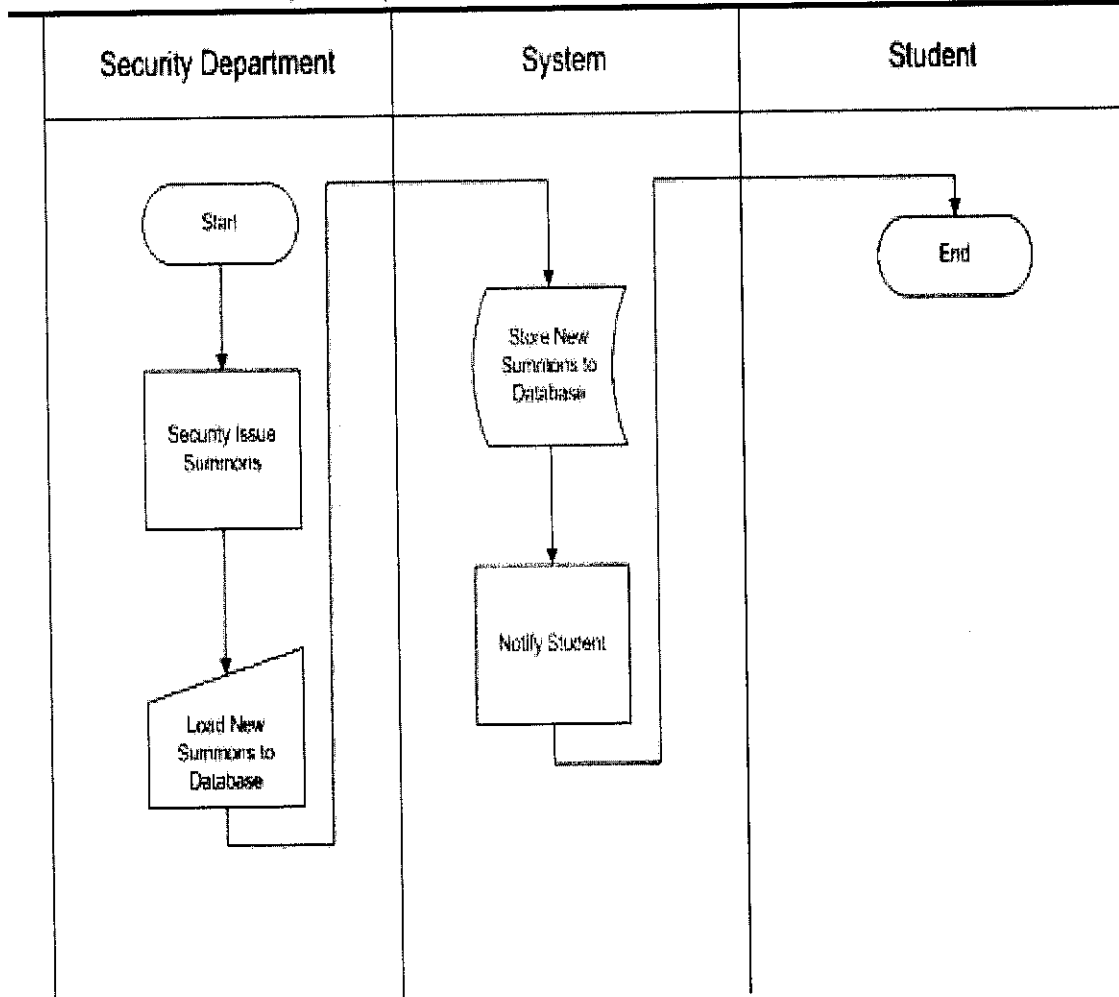 Security Department
System
Student
Start
Security Issue
Summons
Load New
Summons to
Database
Store New
Summons to
Database
Notify Student
End